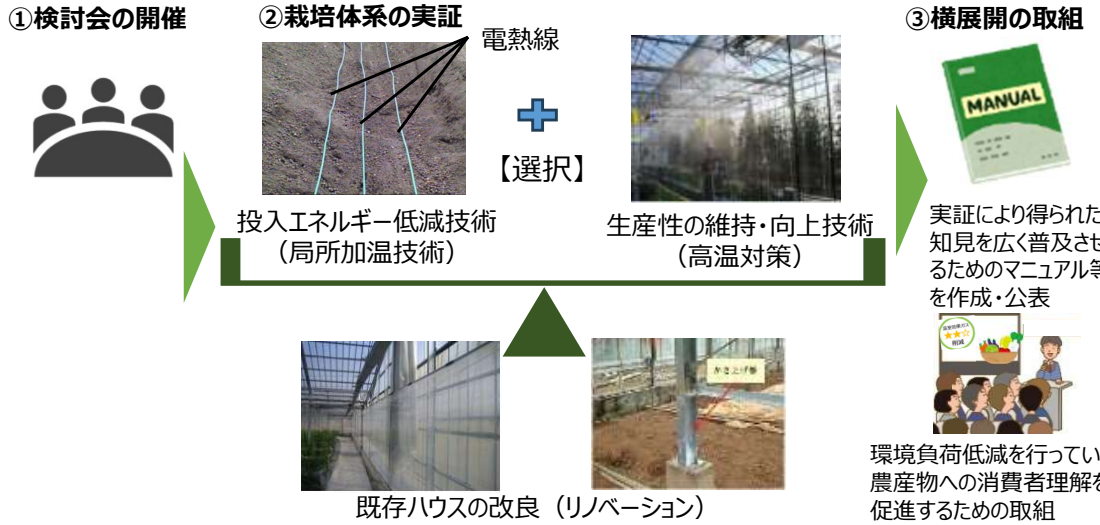 ①検討会の開催
②栽培体系の実証
電熱線
【選択】
投入エネルギー低減技術
（局所加温技術）
生産性の維持・向上技術
（高温対策）
既存ハウスの改良（リノベーション）
かさ上げ部
③横展開の取組
MANUAL
実証により得られた
知見を広く普及させ
るためのマニュアル等
を作成・公表
削減
環境負荷低減を行ってい
農産物への消費者理解を
促進するための取組